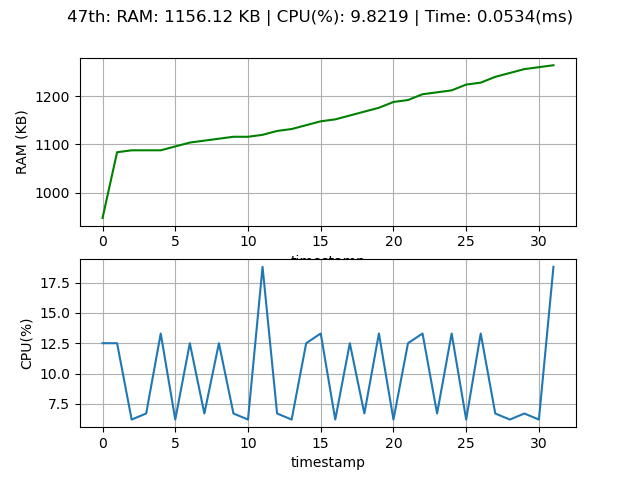 47th: RAM: 1156.12 KB | CPU(%): 9.8219 | Time: 0.0534(ms)
1200
1100
1000
RAM (KB)
0 5 10 15 20 25 30
timestamp
17.5
15.0
12.5
10.0
7.5
CPU(%)
0 5 10 15 20 25 30
timestamp